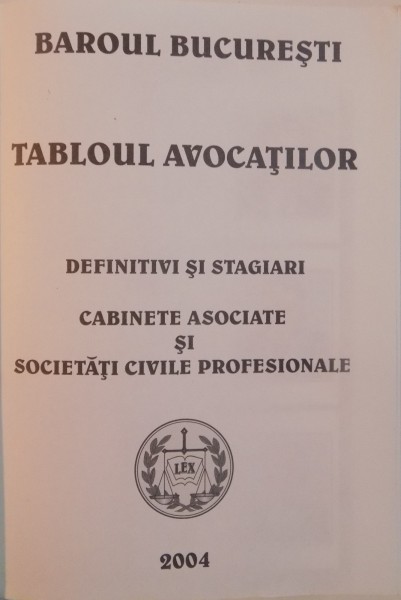 BAROUL BUCUREŞTI
TABLOUL AVOCAŢILOR
DEFINITIVI ŞI STAGIARI
CABINETE ASOCIATE
ŞI
SOCIETĂŢI CIVILE PROFESIONALE
LEX
2004